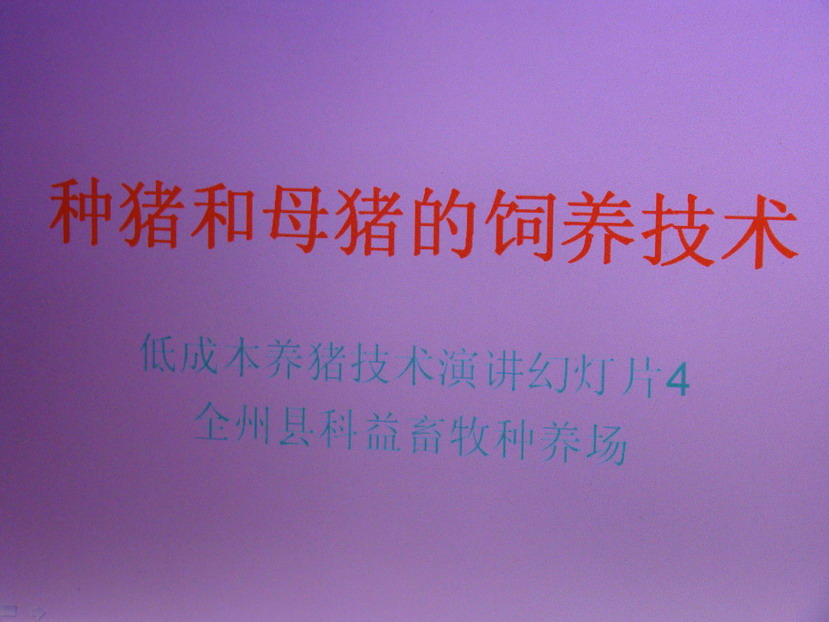 种猪和母猪的饲养技术
低成本养猪技术演讲幻灯片4
全州县科益畜牧种养场